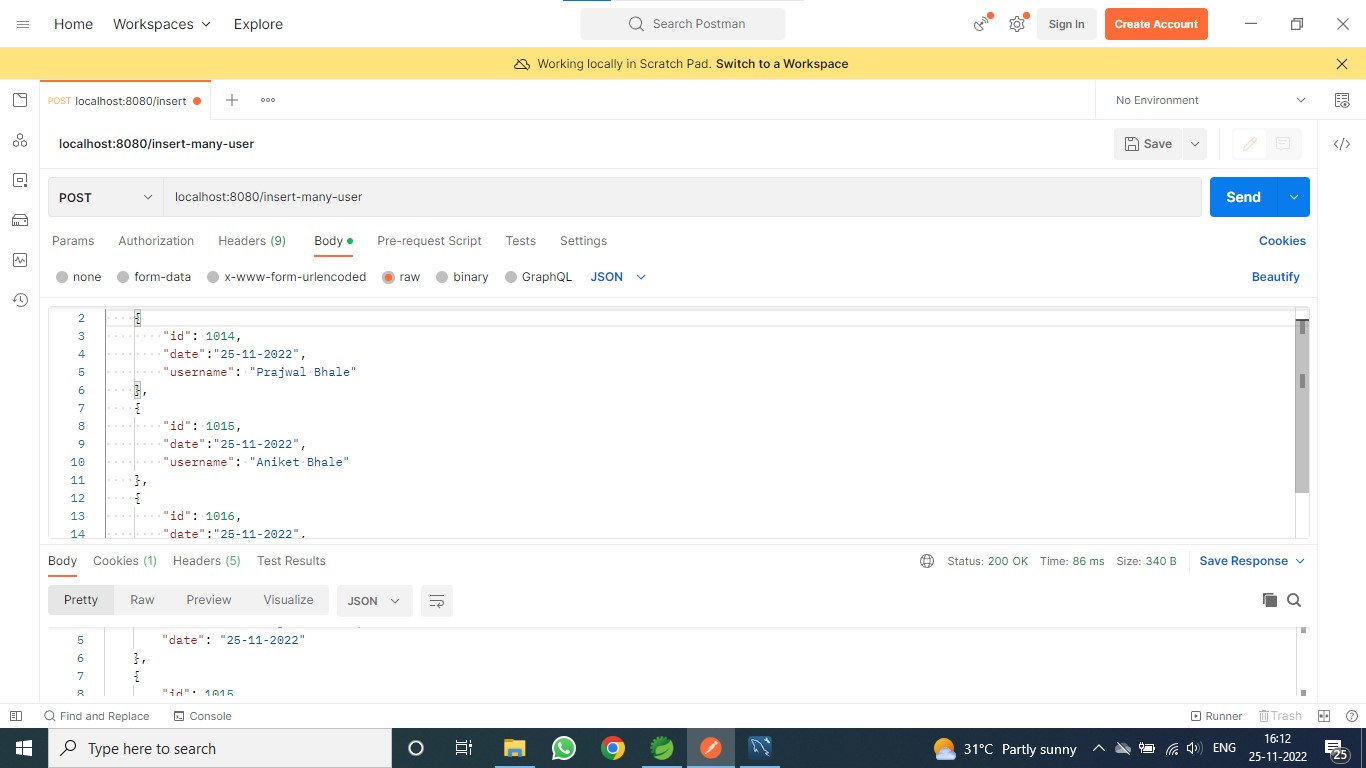 Home Workspaces Explore Search Postman Sign In Create Account
Working locally in Scratch Pad. Switch to a Workspace
POST localhost:8080/insert No Environment
localhost:8080/insert-many-user Save
POST localhost:8080/insert-many-user Send
Params Authorization Headers (9) Body Pre-request Script Tests Settings Cookies
none form-data x-www-form-urlencoded raw binary GraphQL JSON Beautify
2 {
3 "id": 1014,
4 "date":"25-11-2022",
5 "username": "Prajwal Bhale"
6 },
7 {
8 "id": 1015,
9 "date":"25-11-2022",
10 "username": "Aniket Bhale"
11 },
12 {
13 "id": 1016,
14 "date":"25-11-2022",
Body Cookies (1) Headers (5) Test Results Status: 200 OK Time: 86 ms Size: 340 B Save Response
Pretty Raw Preview Visualize JSON
5 "date": "25-11-2022"
6 },
7 {
8 "id": 1015
Find and Replace Console Runner Trash
Type here to search 31°C Partly sunny ENG 16:12
25-11-2022 25